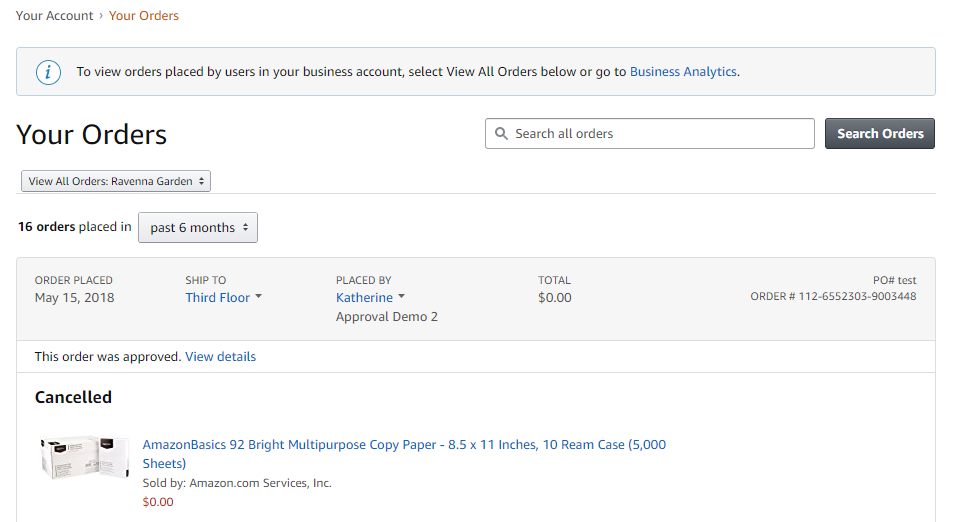 Your Account › Your Orders
To view orders placed by users in your business account, select View All Orders below or go to Business Analytics.
Your Orders
Search all orders
Search Orders
View All Orders: Ravenna Garden
16 orders placed in past 6 months
ORDER PLACED
May 15, 2018
SHIP TO
Third Floor
PLACED BY
Katherine
Approval Demo 2
TOTAL
$0.00
PO# test
ORDER # 112-6552303-9003448
This order was approved. View details
Cancelled
AmazonBasics 92 Bright Multipurpose Copy Paper - 8.5 x 11 Inches, 10 Ream Case (5,000
Sheets)
Sold by: Amazon.com Services, Inc.
$0.00